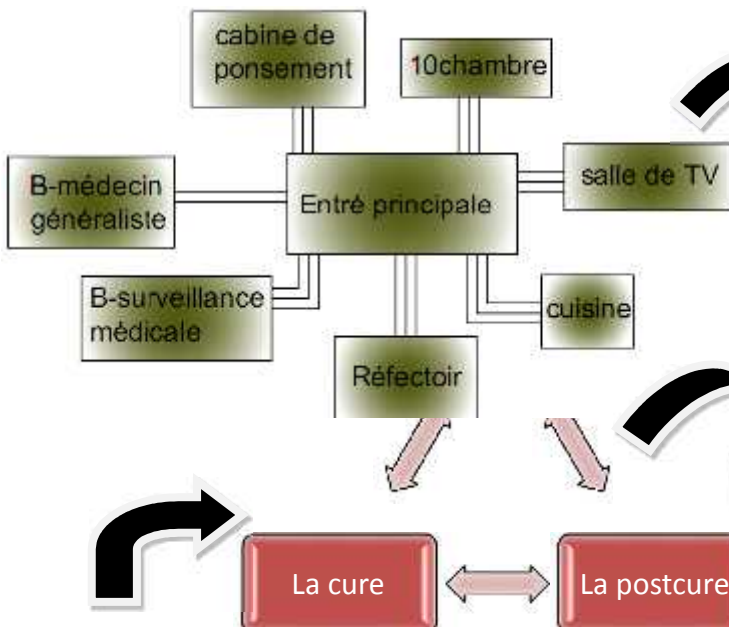 cabine de
ponsement
10chambre
B-médecin
généraliste
Entré principale
salle de TV
B-surveillance
médicale
cuisine
Réfectoir
La cure
La postcure